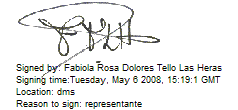 Signed by: Fabiola Rosa Dolores Tello Las Heras
Signing time:Tuesday, May 6 2008, 15:19:1 GMT
Location: dms
Reason to sign: representante